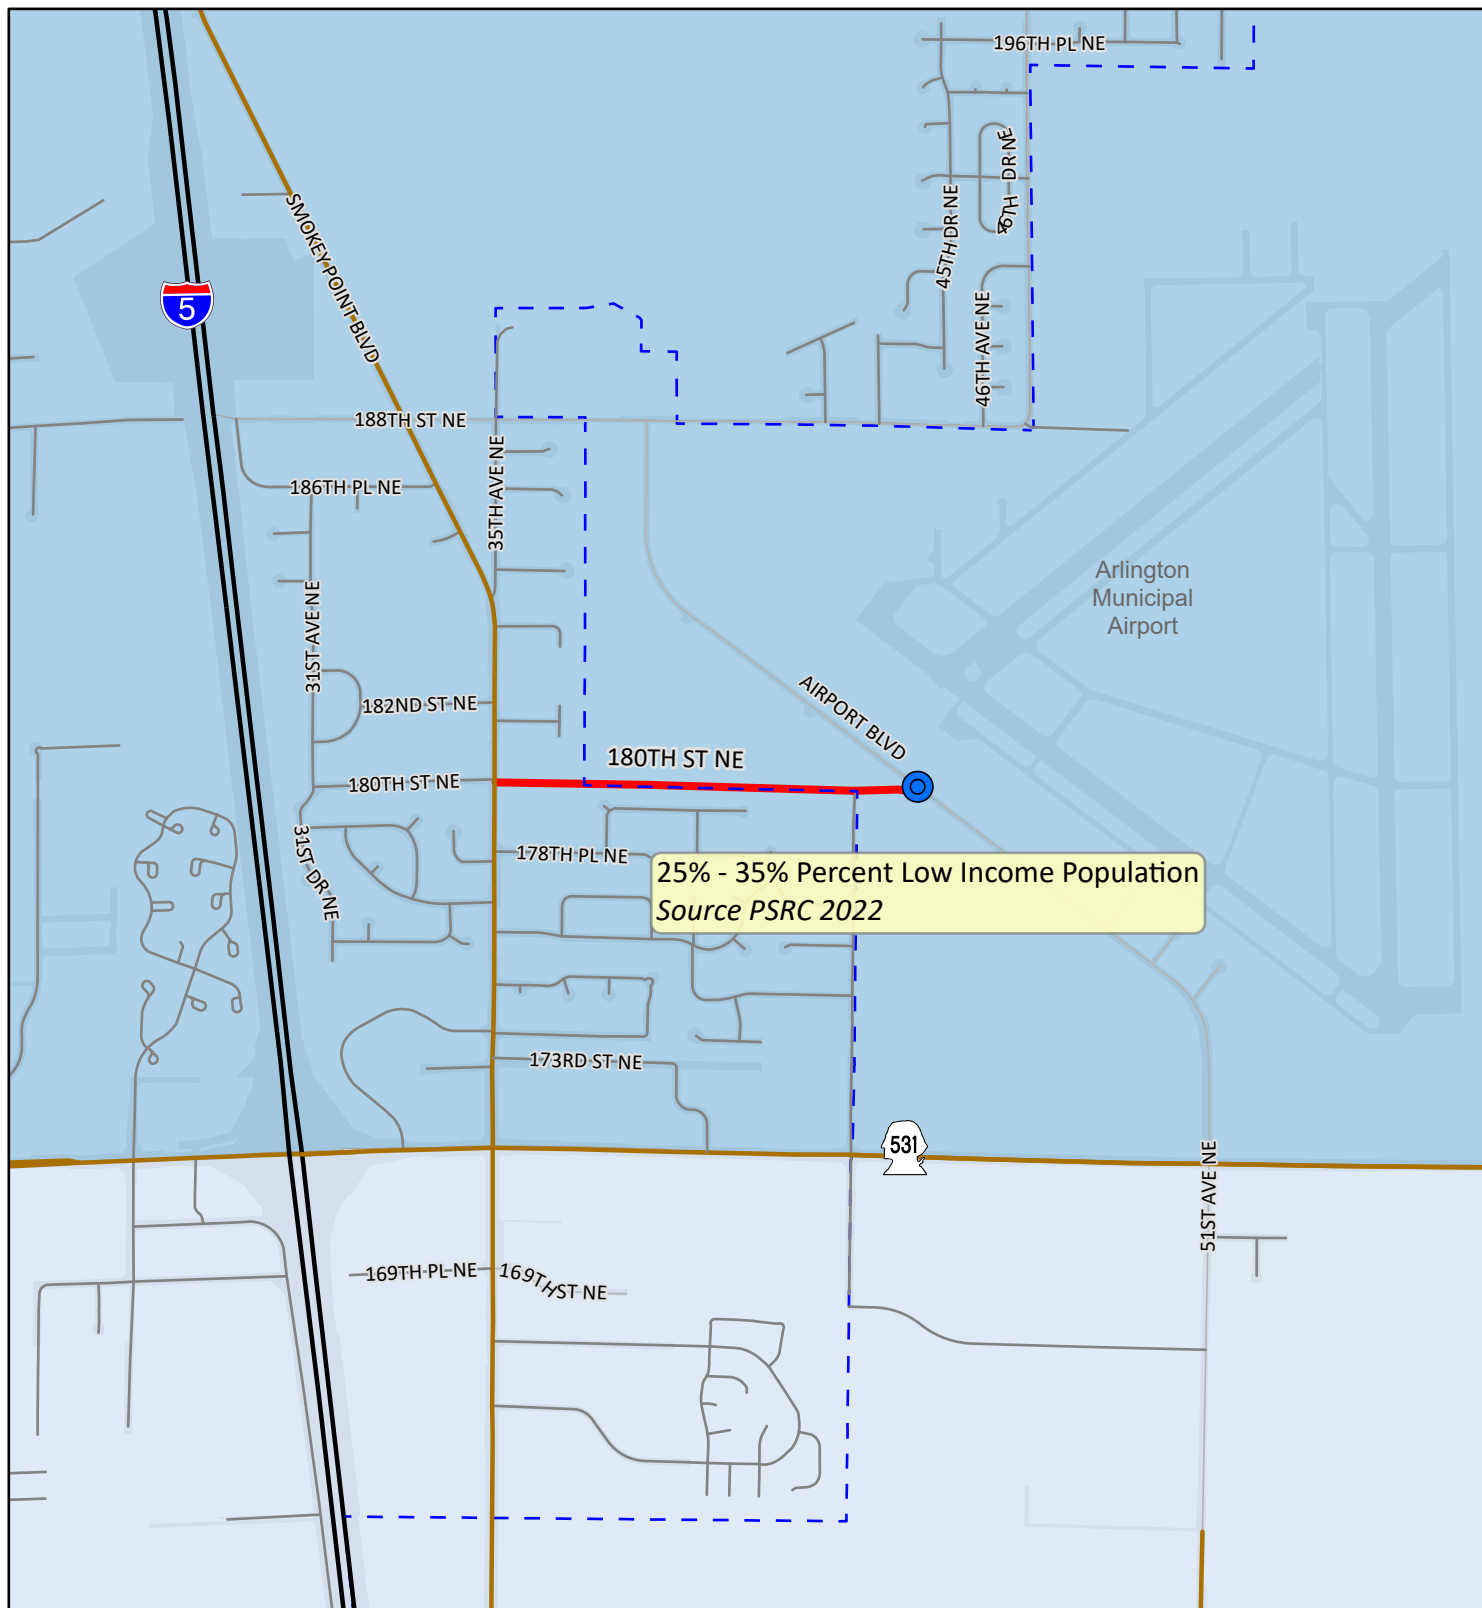 196TH PL NE
46TH DR NE
45TH DR NE
SMOKEY POINT BLVD
5
46TH AVE NE
188TH ST NE
35TH AVE NE
186TH PL NE
Arlington
Municipal
Airport
31ST AVE NE
182ND ST NE
AIRPORT BLVD
180TH ST NE
180TH ST NE
31ST DR NE
178TH PL NE
25% - 35% Percent Low Income Population
Source PSRC 2022
173RD ST NE
531
51ST AVE NE
169TH PL NE
169TH ST NE